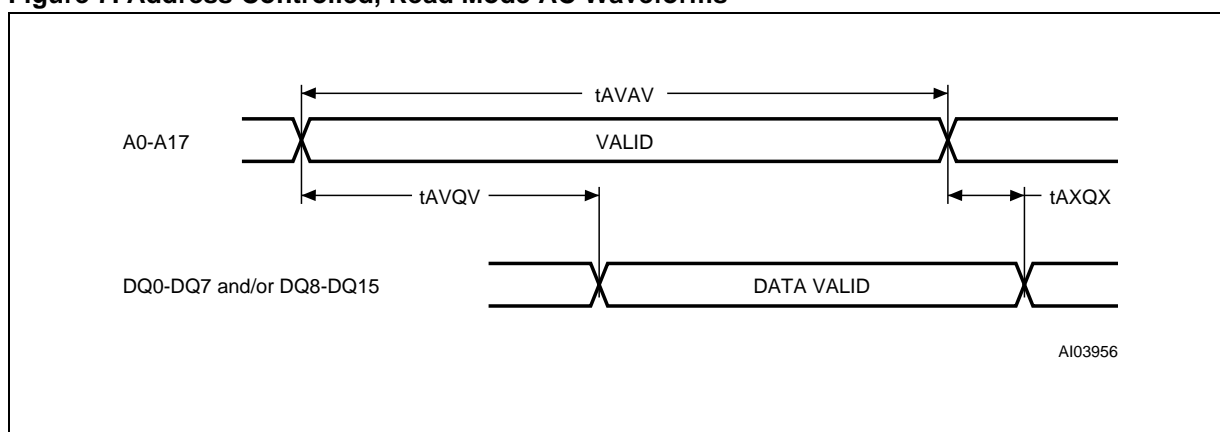 Figure 7. Address Controlled, Read Mode AC Waveforms
tAVAV
A0-A17 VALID
tAVQV tAXQX
DQ0-DQ7 and/or DQ8-DQ15 DATA VALID
AI03956